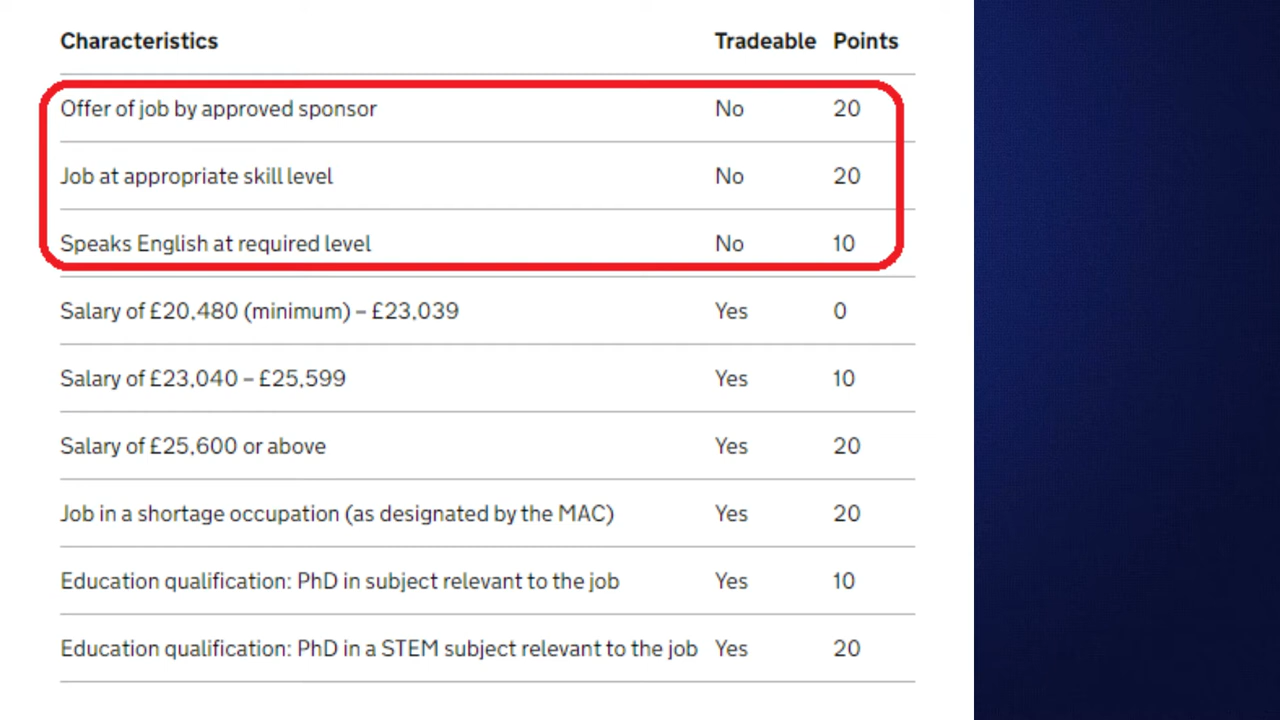 Characteristics Tradeable Points
Offer of job by approved sponsor No 20
Job at appropriate skill level No 20
Speaks English at required level No 10
Salary of £20,480 (minimum) – £23,039 Yes 0
Salary of £23,040 – £25,599 Yes 10
Salary of £25,600 or above Yes 20
Job in a shortage occupation (as designated by the MAC) Yes 20
Education qualification: PhD in subject relevant to the job Yes 10
Education qualification: PhD in a STEM subject relevant to the job Yes 20